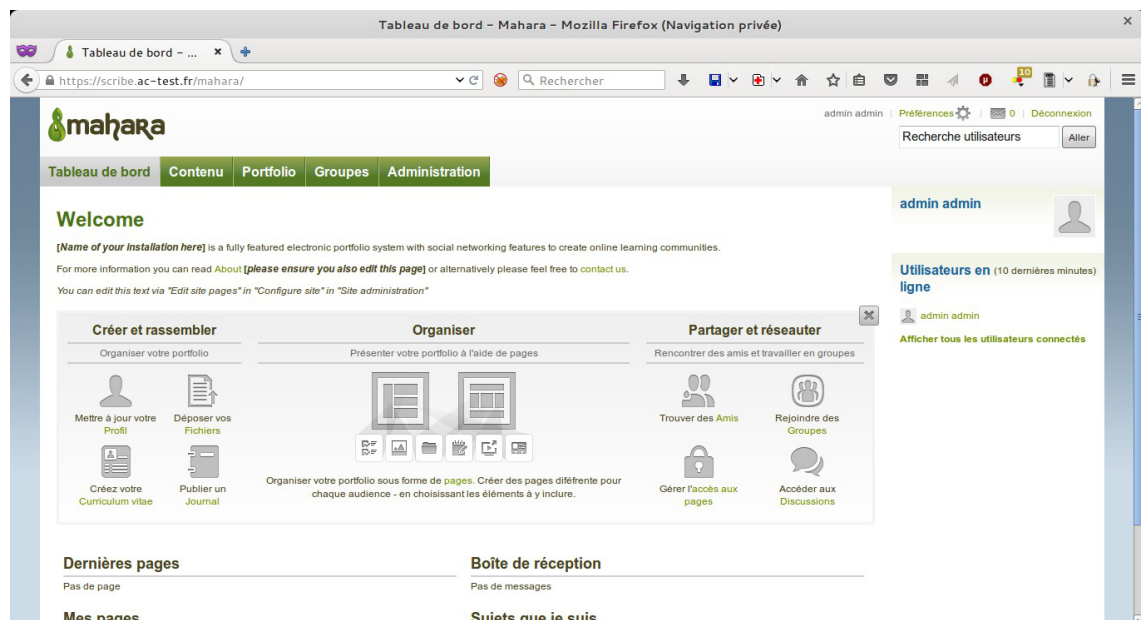 Tableau de bord - Mahara - Mozilla Firefox (Navigation privée)
Tableau de bord - ...
https://scribe.ac-test.fr/mahara/
Rechercher
10
mahara
admin admin | Préférences | 0 | Déconnexion
Recherche utilisateurs
Aller
Tableau de bord Contenu Portfolio Groupes Administration
Welcome
[Name of your installation here] is a fully featured electronic portfolio system with social networking features to create online learning communities.
For more information you can read About [please ensure you also edit this page] or alternatively please feel free to contact us.
You can edit this text via "Edit site pages" in "Configure site" in "Site administration"
Créer et rassembler
Organiser votre portfolio
Mettre à jour votre
Profil
Déposer vos
Fichiers
Créez votre
Curriculum vitae
Publier un
Journal
Organiser
Présenter votre portfolio à l'aide de pages
Organiser votre portfolio sous forme de pages. Créer des pages diféfrente pour
chaque audience - en choisissant les éléments à y inclure.
Partager et réseauter
Rencontrer des amis et travailler en groupes
Trouver des Amis
Rejoindre des
Groupes
Gérer l'accès aux
pages
Accéder aux
Discussions
admin admin
Utilisateurs en (10 dernières minutes)
ligne
admin admin
Afficher tous les utilisateurs connectés
Dernières pages
Pas de page
Boîte de réception
Pas de messages
Mes pages
Sujets que je suis